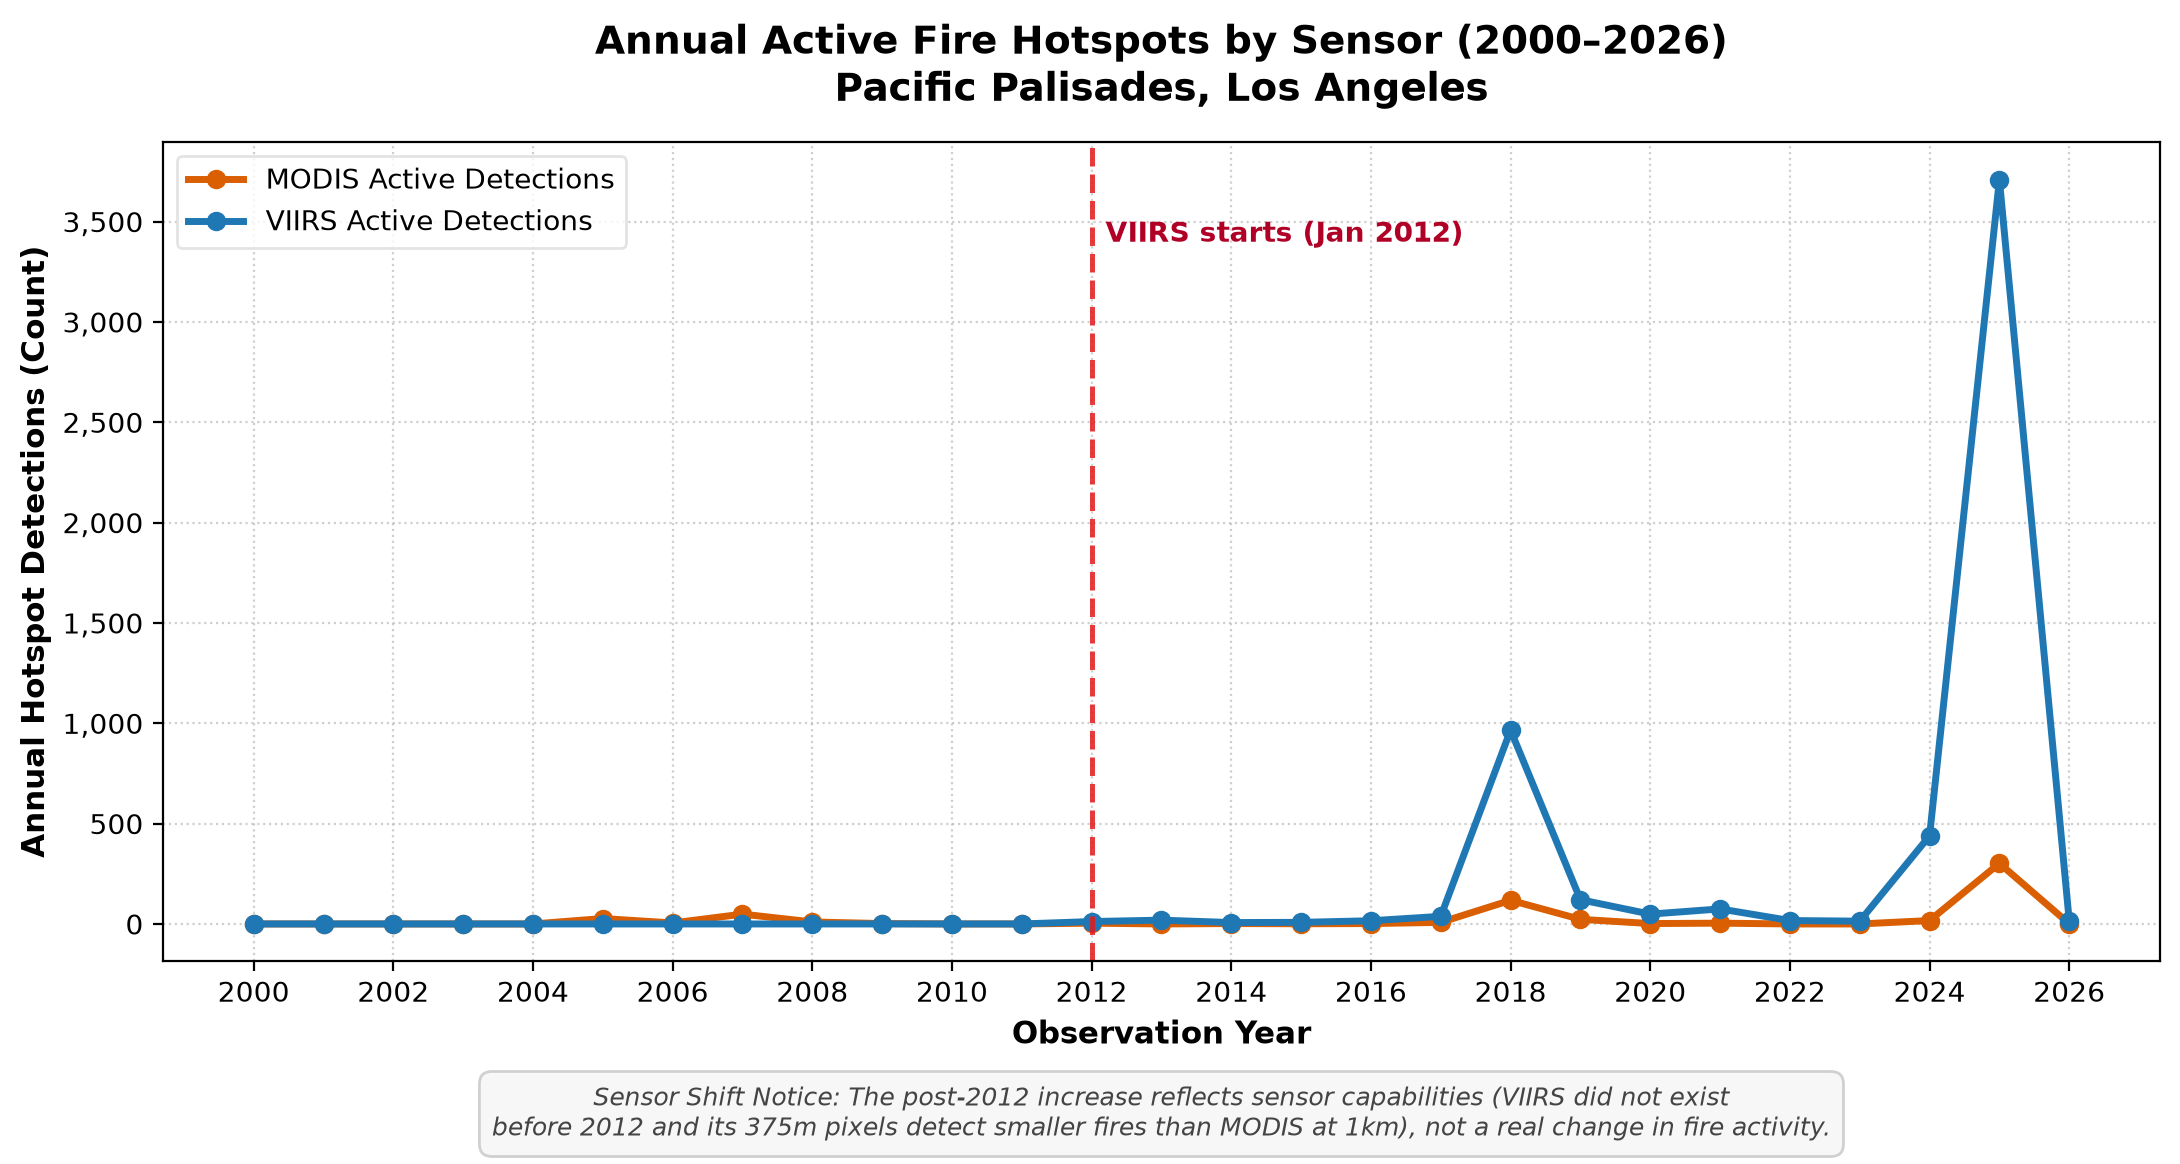 Annual Active Fire Hotspots by Sensor (2000–2026)
Pacific Palisades, Los Angeles
MODIS Active Detections
VIIRS Active Detections
VIIRS starts (Jan 2012)
Annual Hotspot Detections (Count)
3,500
3,000
2,500
2,000
1,500
1,000
500
0
2000 2002 2004 2006 2008 2010 2012 2014 2016 2018 2020 2022 2024 2026
Observation Year
Sensor Shift Notice: The post-2012 increase reflects sensor capabilities (VIIRS did not exist
before 2012 and its 375m pixels detect smaller fires than MODIS at 1km), not a real change in fire activity.